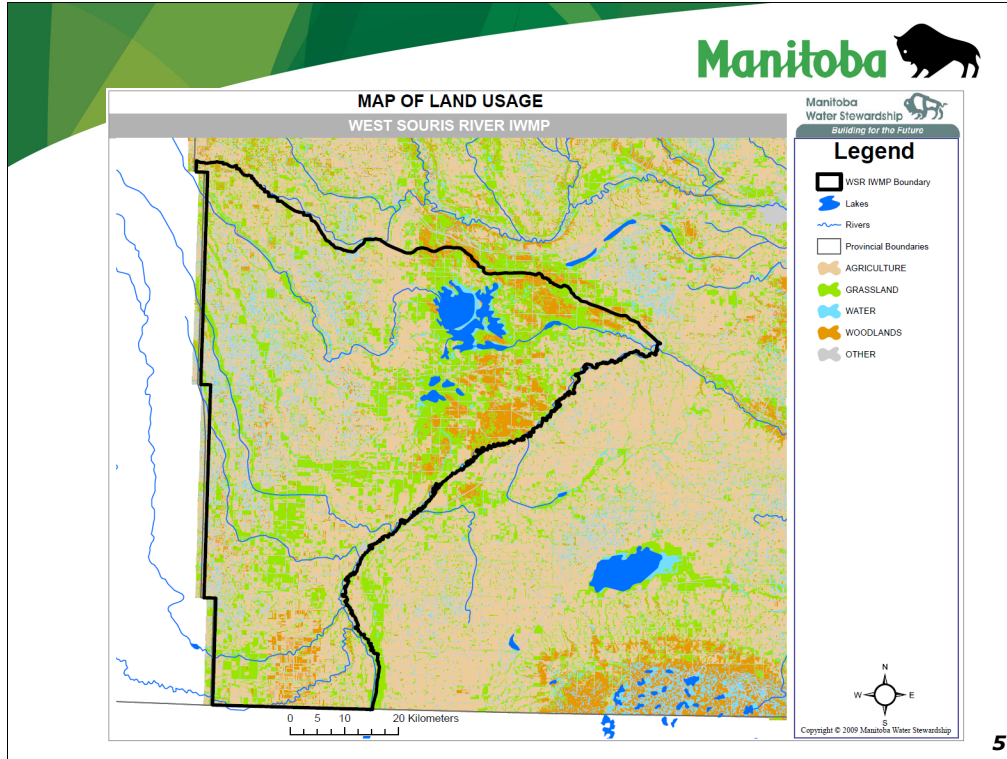 Manitoba
MAP OF LAND USAGE
WEST SOURIS RIVER IWMP
Manitoba
Water Stewardship
Building for the Future
Legend
WSR IWMP Boundary
Lakes
Rivers
Provincial Boundaries
AGRICULTURE
GRASSLAND
WATER
WOODLANDS
OTHER
N
W E
S
0 5 10 20 Kilometers
Copyright © 2009 Manitoba Water Stewardship
5